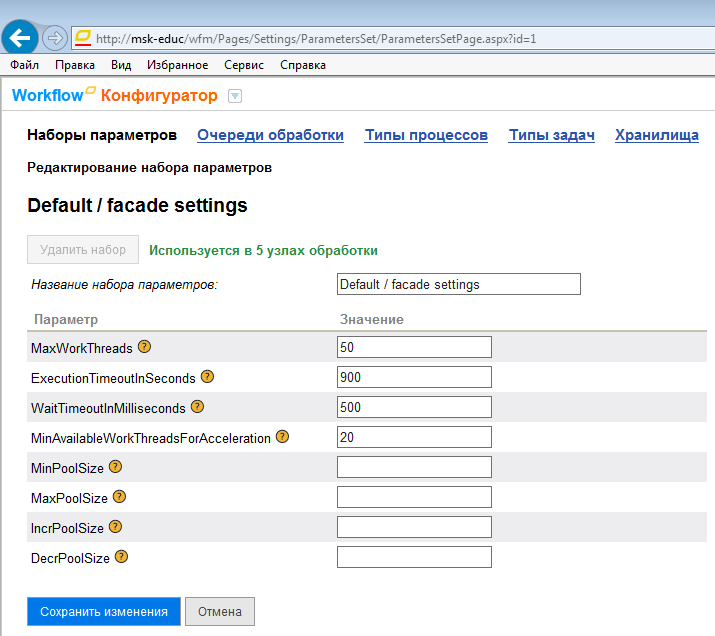 http://msk-educ/wfm/Pages/Settings/ParametersSet/ParametersSetPage.aspx?id=1
Файл Правка Вид Избранное Сервис Справка
Workflow Конфигуратор
Наборы параметров Очереди обработки Типы процессов Типы задач Хранилища
Редактирование набора параметров
Default / facade settings
Удалить набор Используется в 5 узлах обработки
Название набора параметров: Default / facade settings
Параметр Значение
MaxWorkThreads ? 50
ExecutionTimeoutInSeconds ? 900
WaitTimeoutInMilliseconds ? 500
MinAvailableWorkThreadsForAcceleration ? 20
MinPoolSize ?
MaxPoolSize ?
IncrPoolSize ?
DecrPoolSize ?
Сохранить изменения Отмена